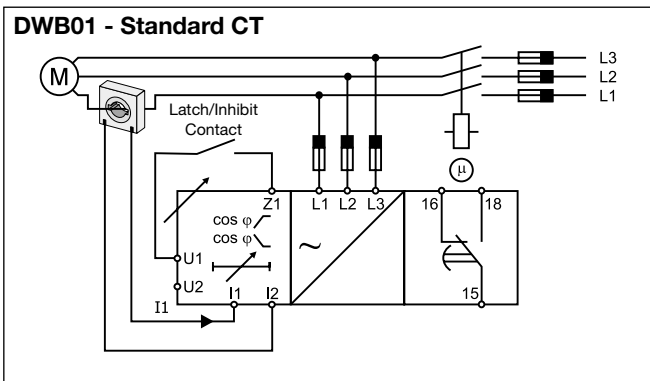 DWB01 - Standard CT
L3
L2
L1
M
Latch/Inhibit
Contact
μ
Z1
L1 L2 L3
16
18
cos φ
cos φ
~
U1
U2
I1
I1
I2
15